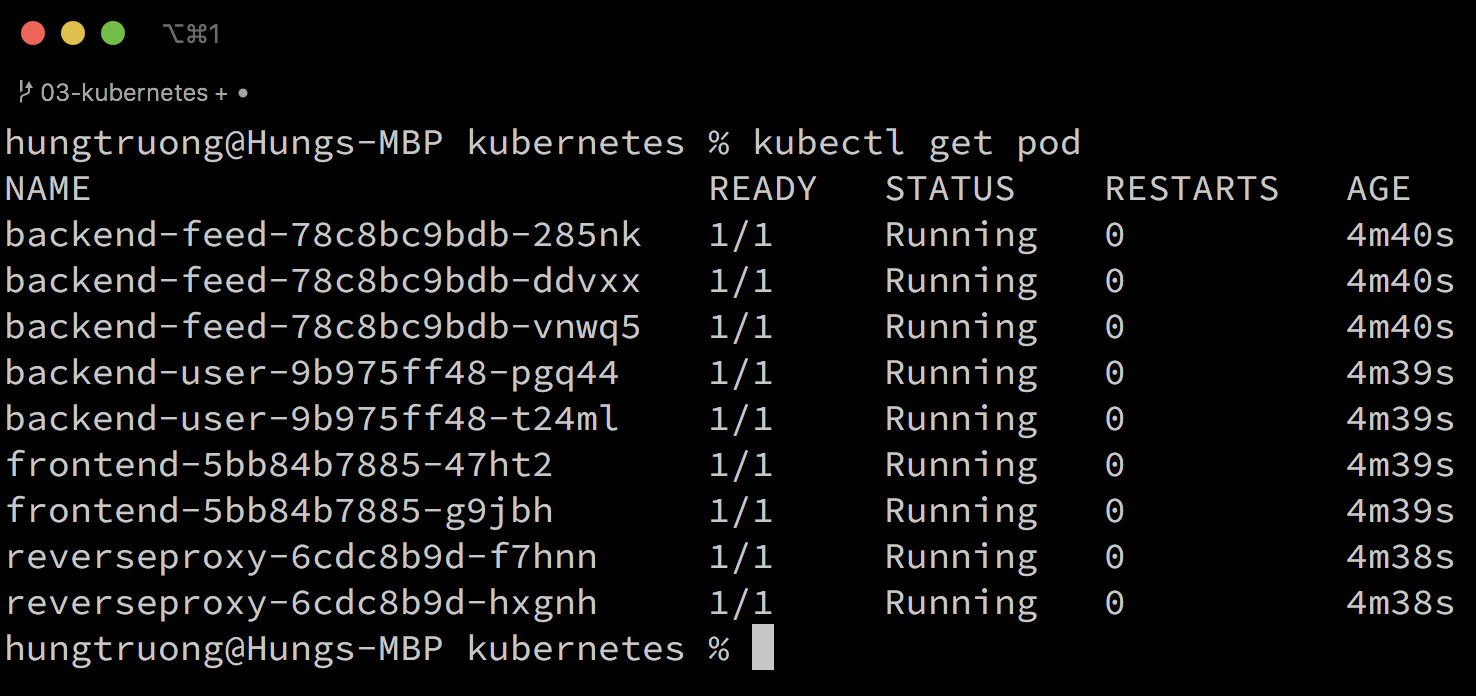 ⌥⌘1
03-kubernetes + •
hungtruong@Hungs-MBP kubernetes % kubectl get pod
NAME READY STATUS RESTARTS AGE
backend-feed-78c8bc9bdb-285nk 1/1 Running 0 4m40s
backend-feed-78c8bc9bdb-ddvxx 1/1 Running 0 4m40s
backend-feed-78c8bc9bdb-vnwq5 1/1 Running 0 4m40s
backend-user-9b975ff48-pgq44 1/1 Running 0 4m39s
backend-user-9b975ff48-t24ml 1/1 Running 0 4m39s
frontend-5bb84b7885-47ht2 1/1 Running 0 4m39s
frontend-5bb84b7885-g9jbh 1/1 Running 0 4m39s
reverseproxy-6cdc8b9d-f7hnn 1/1 Running 0 4m38s
reverseproxy-6cdc8b9d-hxgnh 1/1 Running 0 4m38s
hungtruong@Hungs-MBP kubernetes %